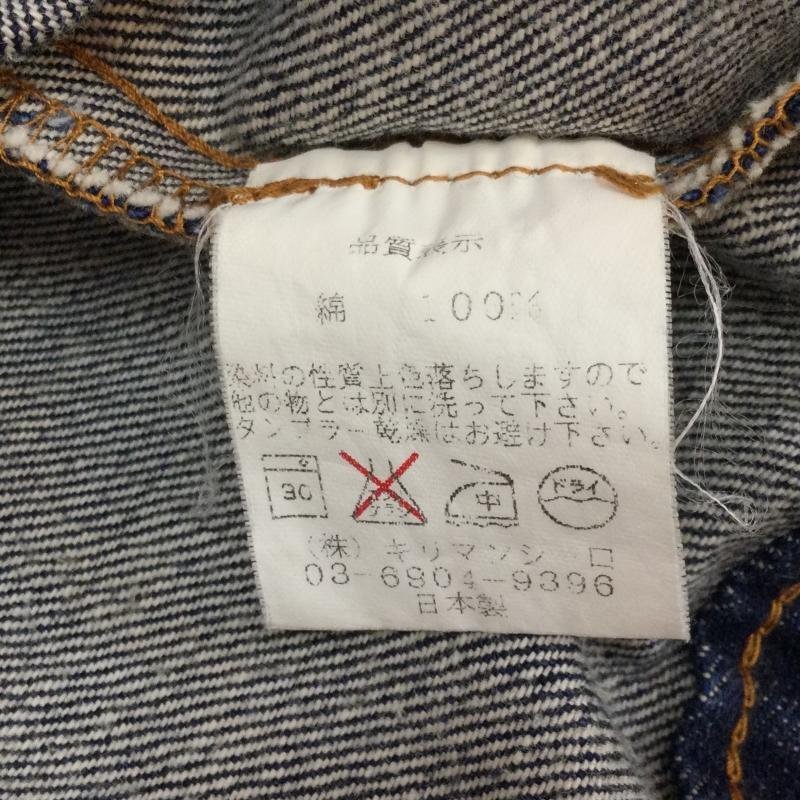 品質表示
綿 100%
染料の性質上色落ちしますので
他の物とは別に洗って下さい。
タンブラー乾燥はお避け下さい。
30 中 ドライ
(株)キリマンジャロ
03-6904-9396
日本製